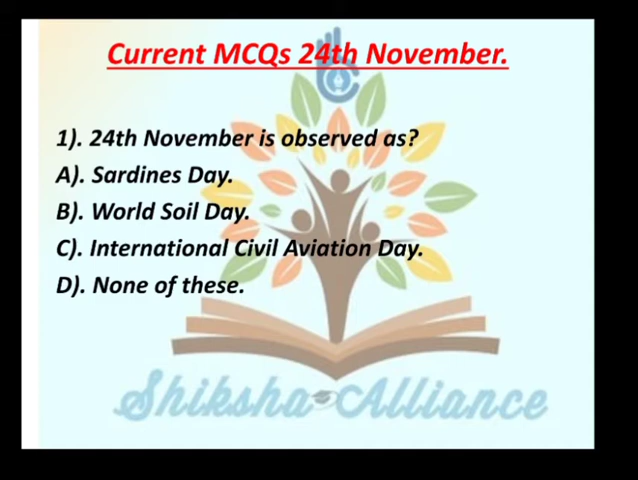 Current MCQs 24th November.
1). 24th November is observed as?
A). Sardines Day.
B). World Soil Day.
C). International Civil Aviation Day.
D). None of these.
Shiksha Alliance